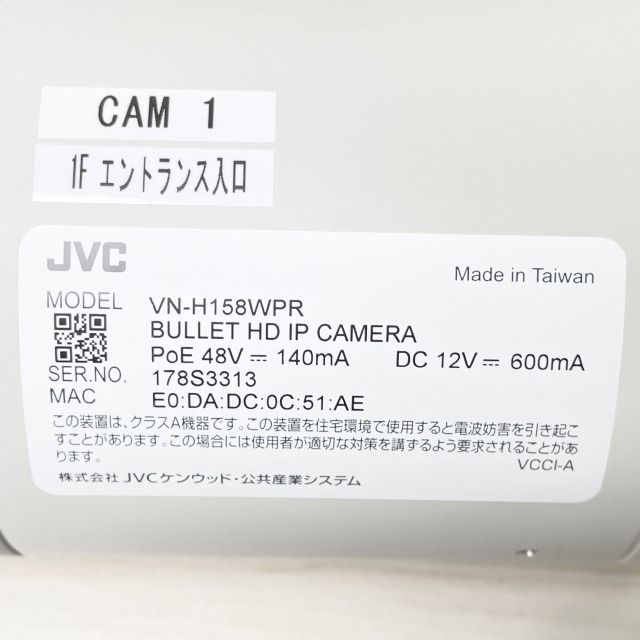 CAM 1
1F エントランス入口
JVC
Made in Taiwan
MODEL VN-H158WPR
BULLET HD IP CAMERA
PoE 48V ⎓ 140mA DC 12V ⎓ 600mA
SER.NO. 178S3313
MAC E0:DA:DC:0C:51:AE
この装置は、クラスA機器です。この装置を住宅環境で使用すると電波妨害を引き起こ
すことがあります。この場合には使用者が適切な対策を講ずるよう要求されることがあ
ります。 VCCI-A
株式会社 JVCケンウッド・公共産業システム